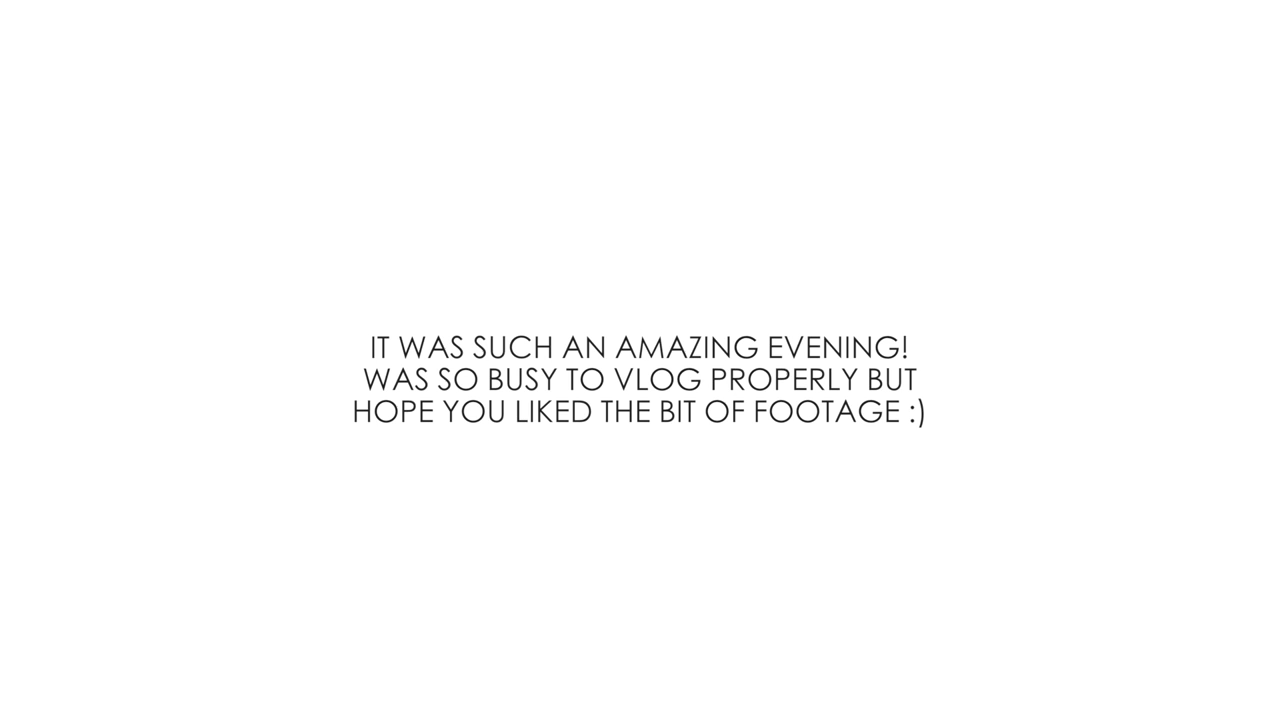 IT WAS SUCH AN AMAZING EVENING!
WAS SO BUSY TO VLOG PROPERLY BUT
HOPE YOU LIKED THE BIT OF FOOTAGE :)